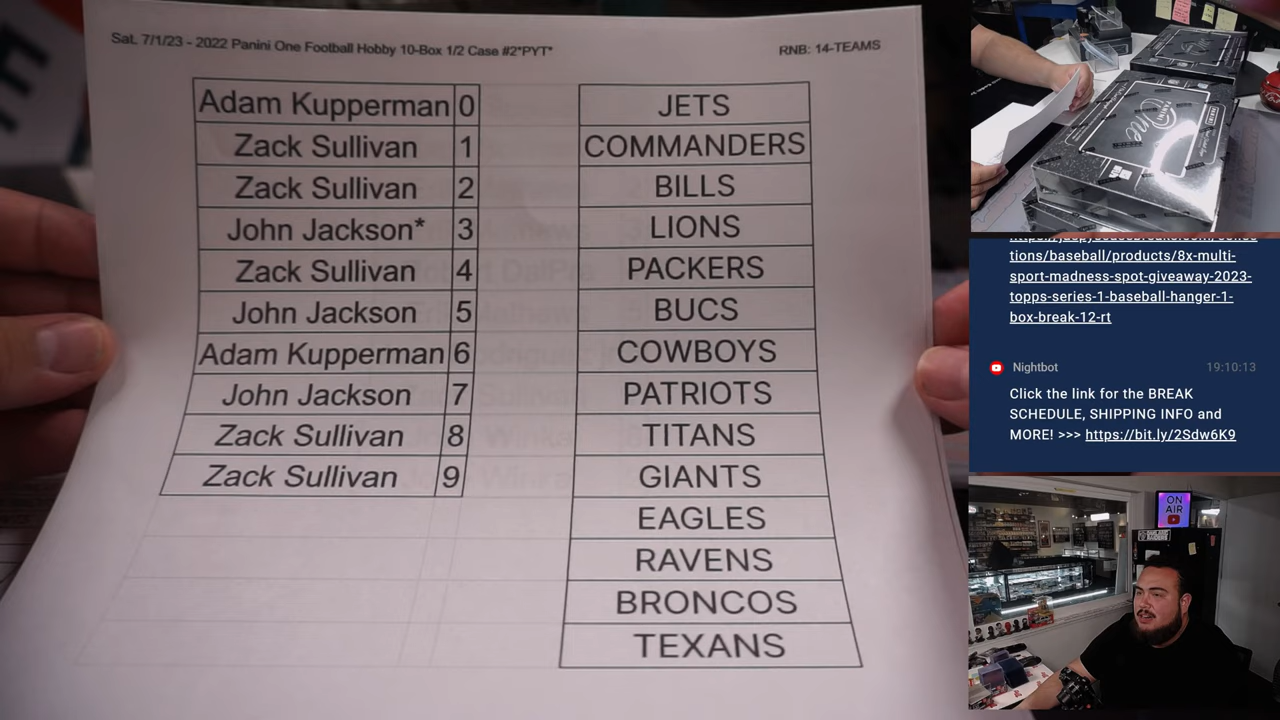 Sat. 7/1/23 - 2022 Panini One Football Hobby 10-Box 1/2 Case #2*PYT*
RNB: 14-TEAMS
Adam Kupperman 0
Zack Sullivan 1
Zack Sullivan 2
John Jackson* 3
Zack Sullivan 4
John Jackson 5
Adam Kupperman 6
John Jackson 7
Zack Sullivan 8
Zack Sullivan 9
JETS
COMMANDERS
BILLS
LIONS
PACKERS
BUCS
COWBOYS
PATRIOTS
TITANS
GIANTS
EAGLES
RAVENS
BRONCOS
TEXANS
One
tions/baseball/products/8x-multi-
sport-madness-spot-giveaway-2023-
topps-series-1-baseball-hanger-1-
box-break-12-rt
Nightbot 19:10:13
Click the link for the BREAK
SCHEDULE, SHIPPING INFO and
MORE! >>> https://bit.ly/2Sdw6K9
ON
AIR